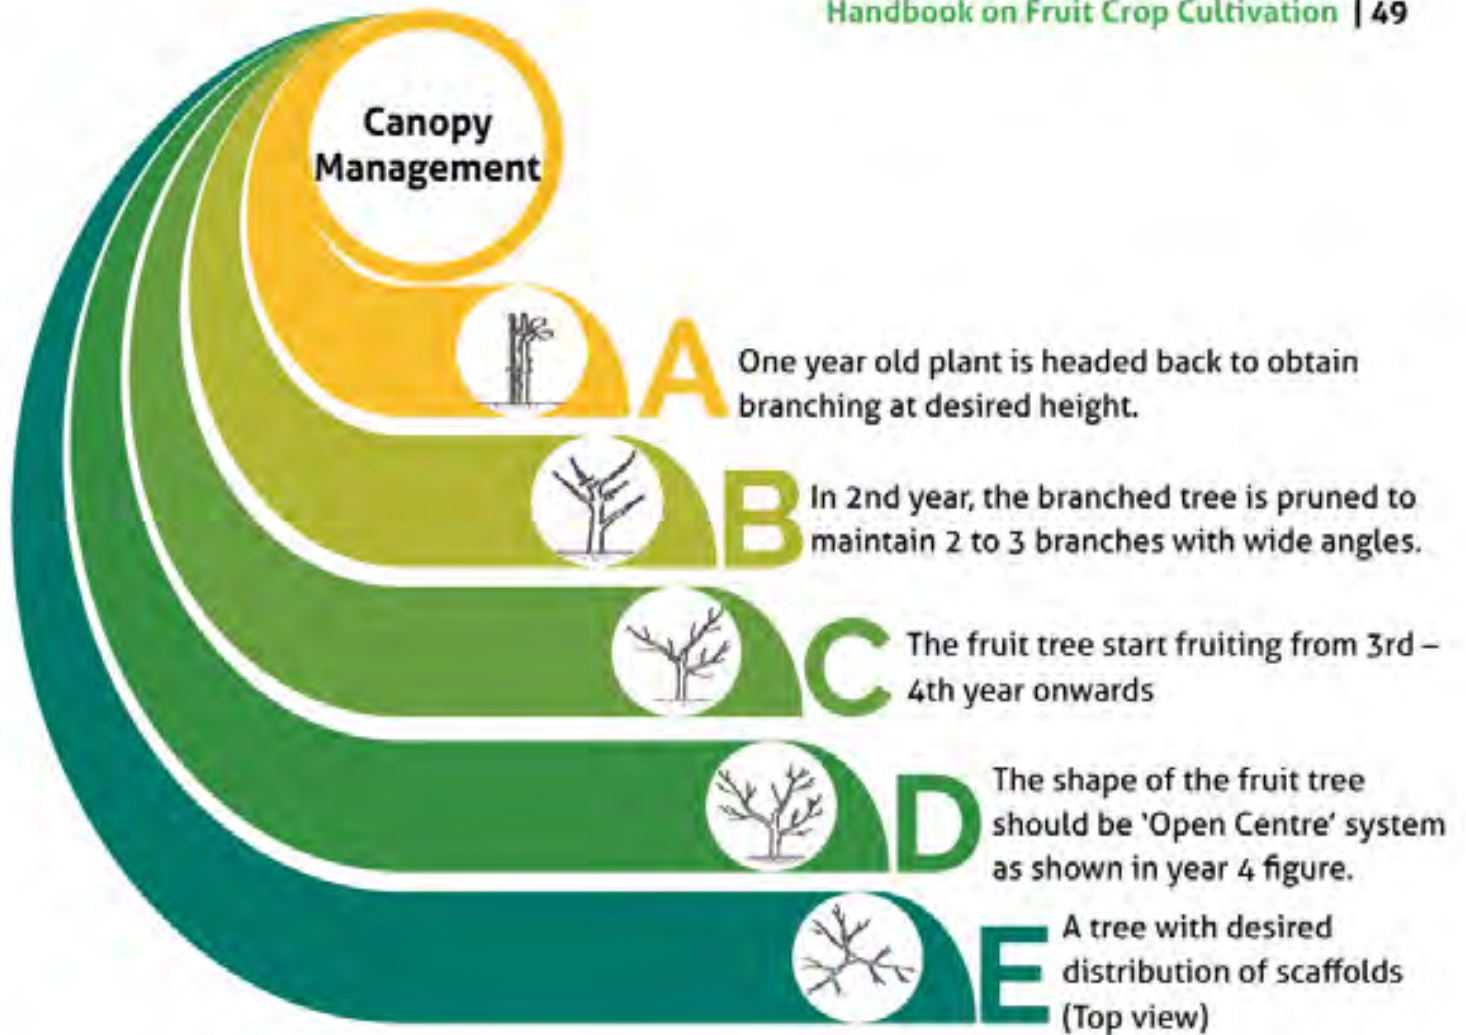 Handbook on Fruit Crop Cultivation | 49
Canopy
Management
A
One year old plant is headed back to obtain
branching at desired height.
B
In 2nd year, the branched tree is pruned to
maintain 2 to 3 branches with wide angles.
C
The fruit tree start fruiting from 3rd –
4th year onwards
D
The shape of the fruit tree
should be ‘Open Centre’ system
as shown in year 4 figure.
E
A tree with desired
distribution of scaffolds
(Top view)